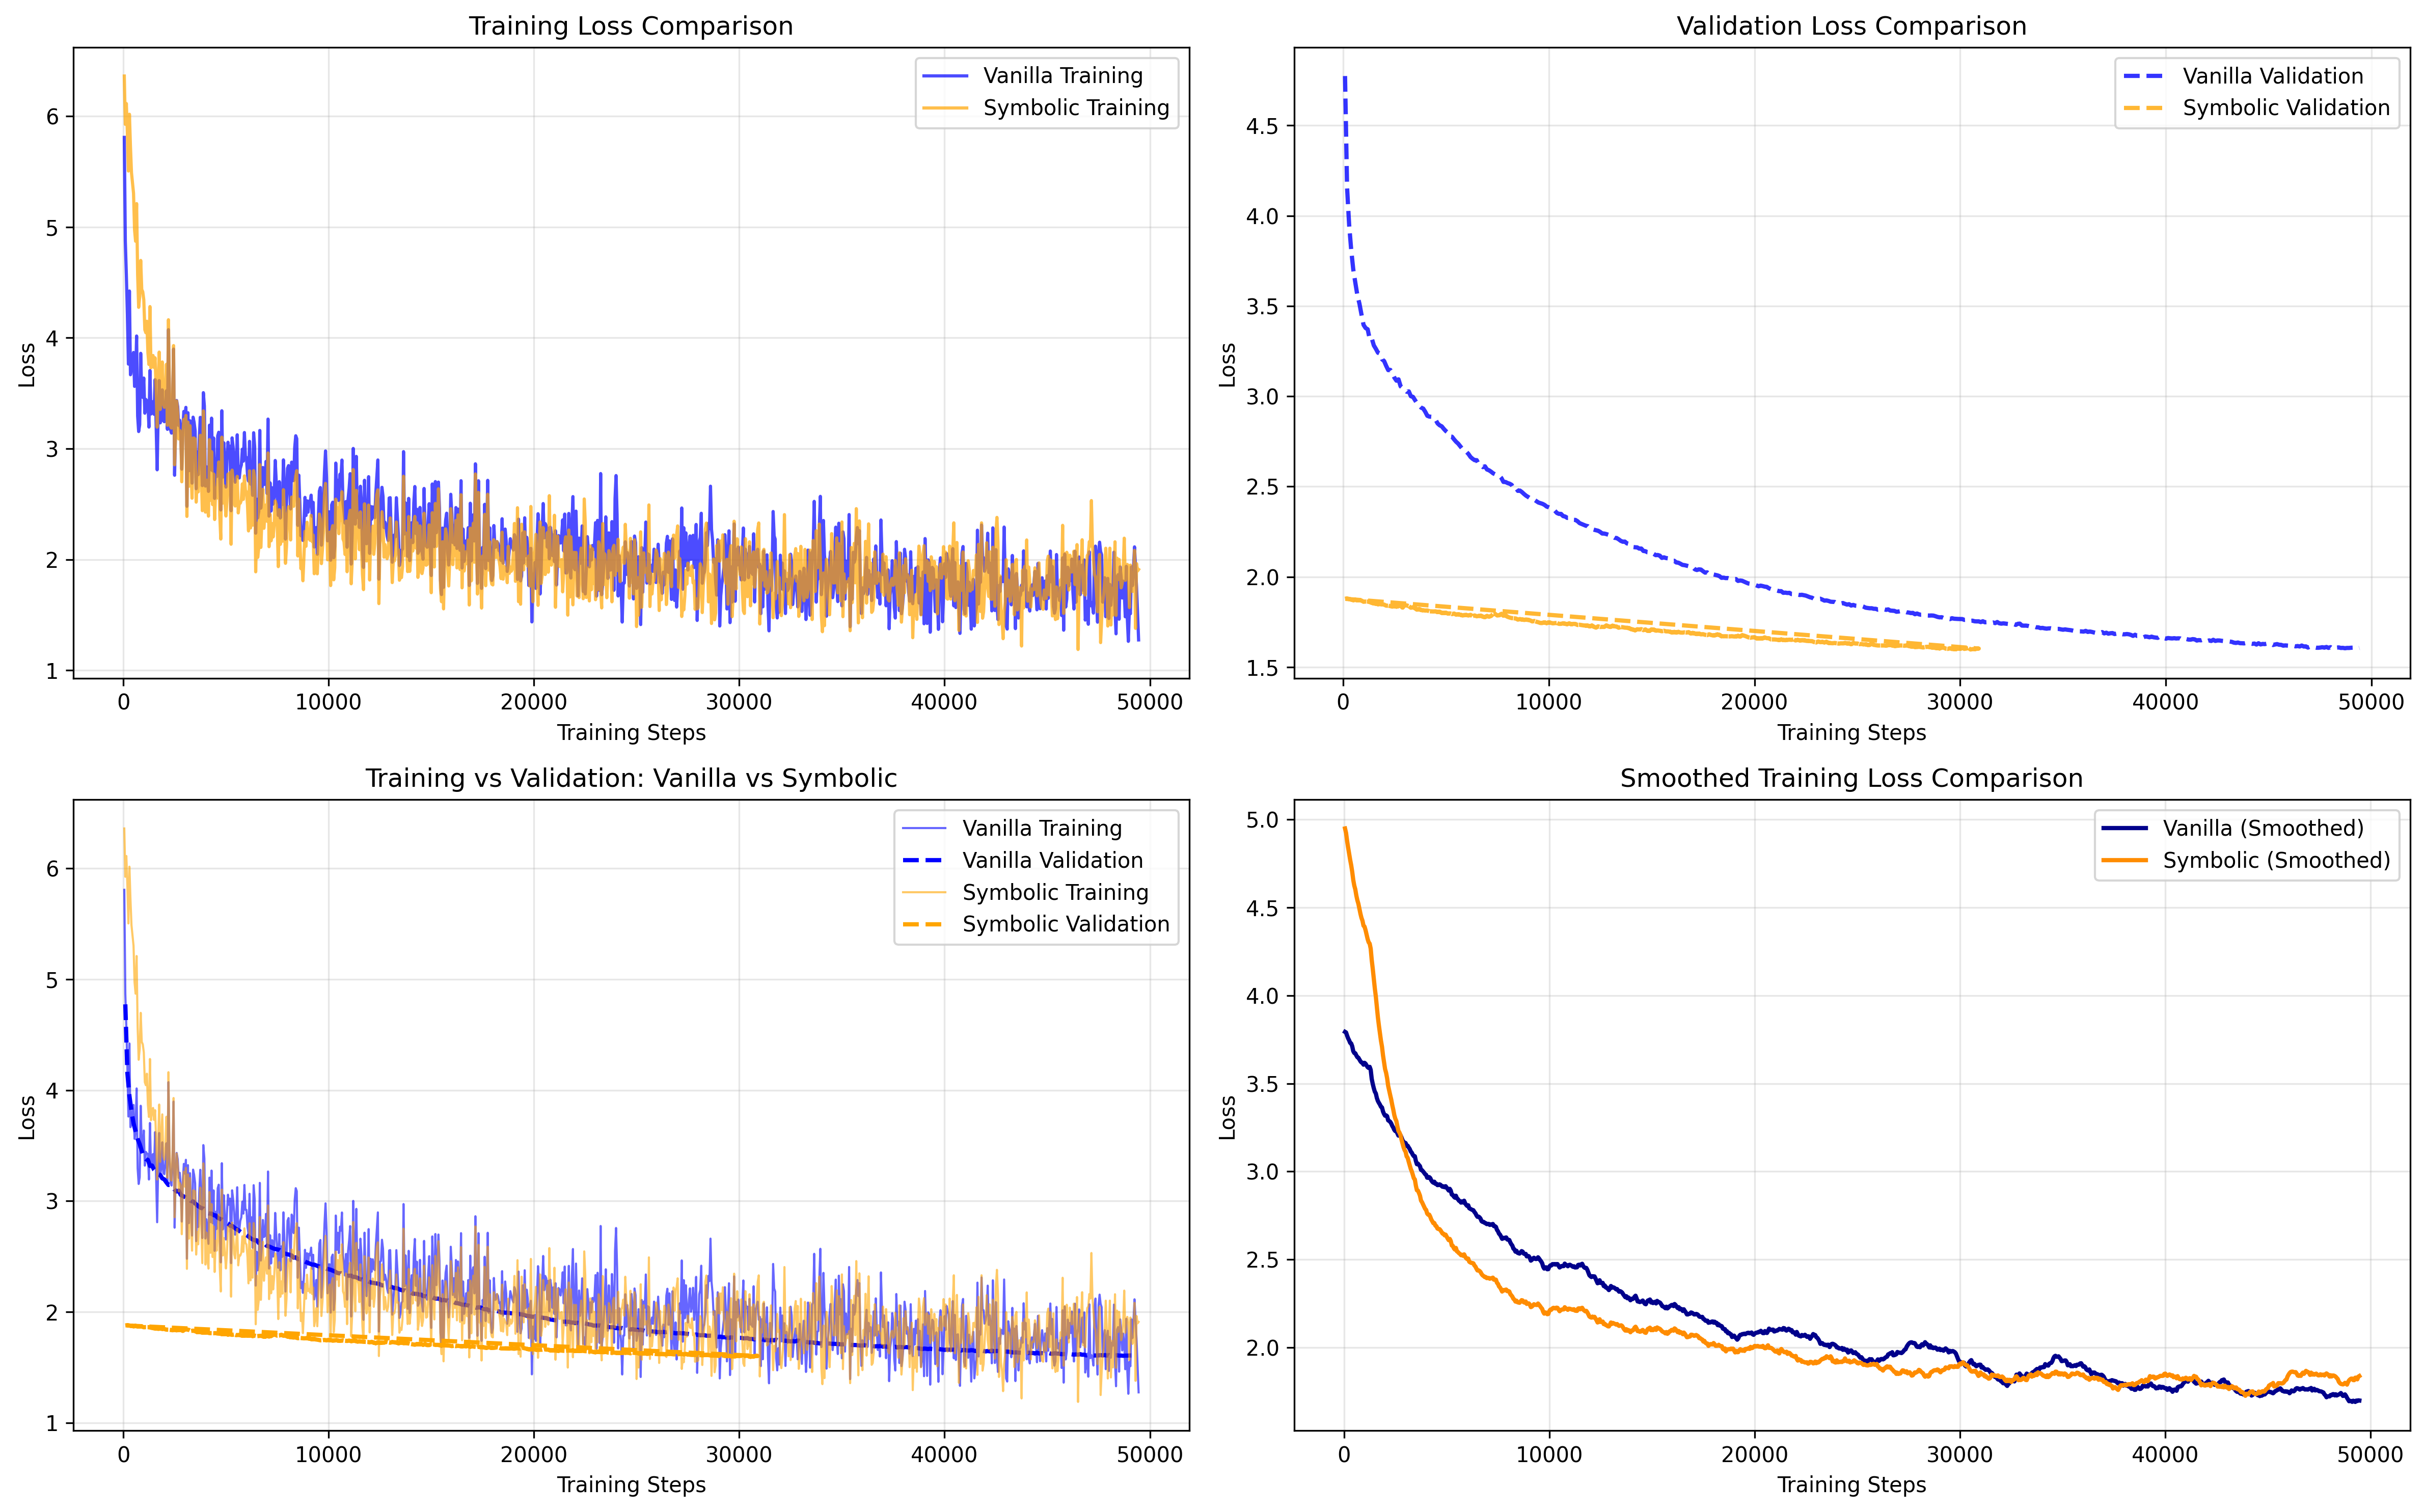 Training Loss Comparison
Loss
6
5
4
3
2
1
Vanilla Training
Symbolic Training
0 10000 20000 30000 40000 50000
Training Steps
Validation Loss Comparison
Loss
4.5
4.0
3.5
3.0
2.5
2.0
1.5
Vanilla Validation
Symbolic Validation
0 10000 20000 30000 40000 50000
Training Steps
Training vs Validation: Vanilla vs Symbolic
Loss
6
5
4
3
2
1
Vanilla Training
Vanilla Validation
Symbolic Training
Symbolic Validation
0 10000 20000 30000 40000 50000
Training Steps
Smoothed Training Loss Comparison
Loss
5.0
4.5
4.0
3.5
3.0
2.5
2.0
Vanilla (Smoothed)
Symbolic (Smoothed)
0 10000 20000 30000 40000 50000
Training Steps